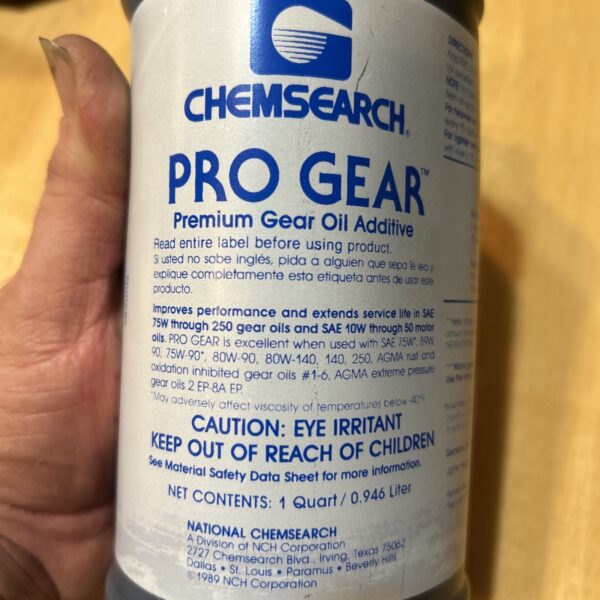 CHEMSEARCH®
PRO GEAR™
Premium Gear Oil Additive
Read entire label before using product.
Si usted no sabe inglés, pida a alguien que sepa le lea y
explique completamente esta etiqueta antes de usar este
producto.
Improves performance and extends service life in SAE
75W through 250 gear oils and SAE 10W through 50 motor
oils. PRO GEAR is excellent when used with SAE 75W*,
90, 75W-90*, 80W-90, 80W-140, 140, 250, AGMA rust and
oxidation inhibited gear oils #1-6, AGMA extreme pressure
gear oils 2 EP-8A EP.
*May adversely affect viscosity of temperatures below -40°F.
CAUTION: EYE IRRITANT
KEEP OUT OF REACH OF CHILDREN
See Material Safety Data Sheet for more information.
NET CONTENTS: 1 Quart / 0.946 Liter
NATIONAL CHEMSEARCH
A Division of NCH Corporation
2727 Chemsearch Blvd., Irving, Texas 75062
Dallas • St. Louis • Paramus • Beverly Hills
©1989 NCH Corporation